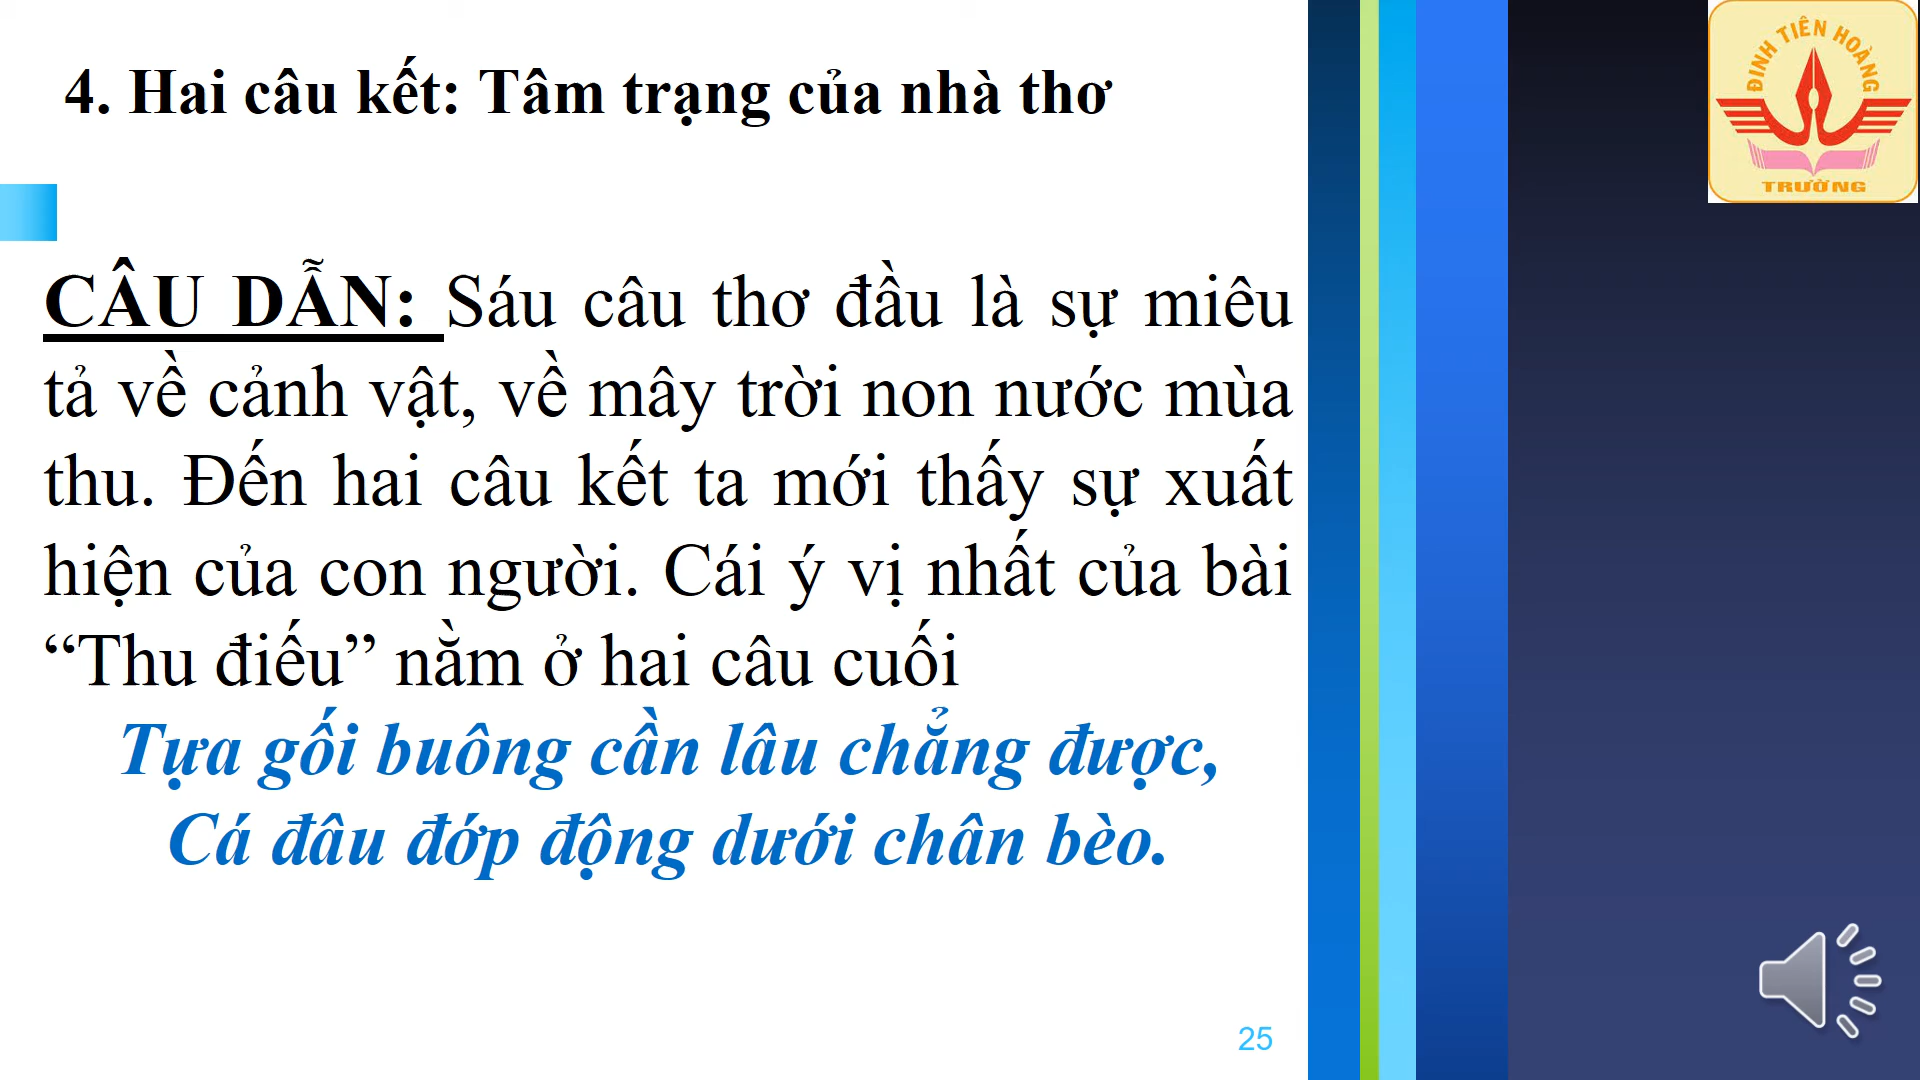 4. Hai câu kết: Tâm trạng của nhà thơ
ĐINH TIÊN HOÀNG
TRƯỜNG
CÂU DẪN: Sáu câu thơ đầu là sự miêu
tả về cảnh vật, về mây trời non nước mùa
thu. Đến hai câu kết ta mới thấy sự xuất
hiện của con người. Cái ý vị nhất của bài
“Thu điếu” nằm ở hai câu cuối
Tựa gối buông cần lâu chẳng được,
Cá đâu đớp động dưới chân bèo.
25